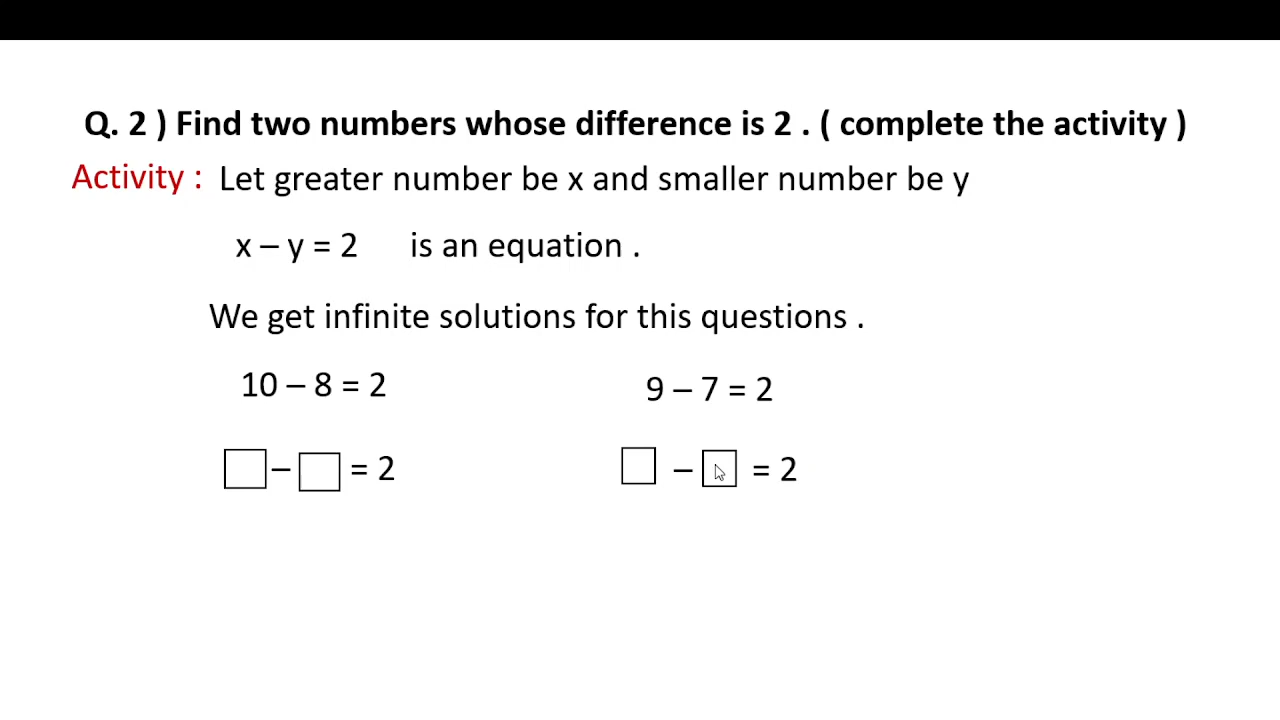 Q. 2 ) Find two numbers whose difference is 2 . ( complete the activity )
Activity : Let greater number be x and smaller number be y
x – y = 2 is an equation .
We get infinite solutions for this questions .
10 – 8 = 2 9 – 7 = 2
– = 2 – = 2